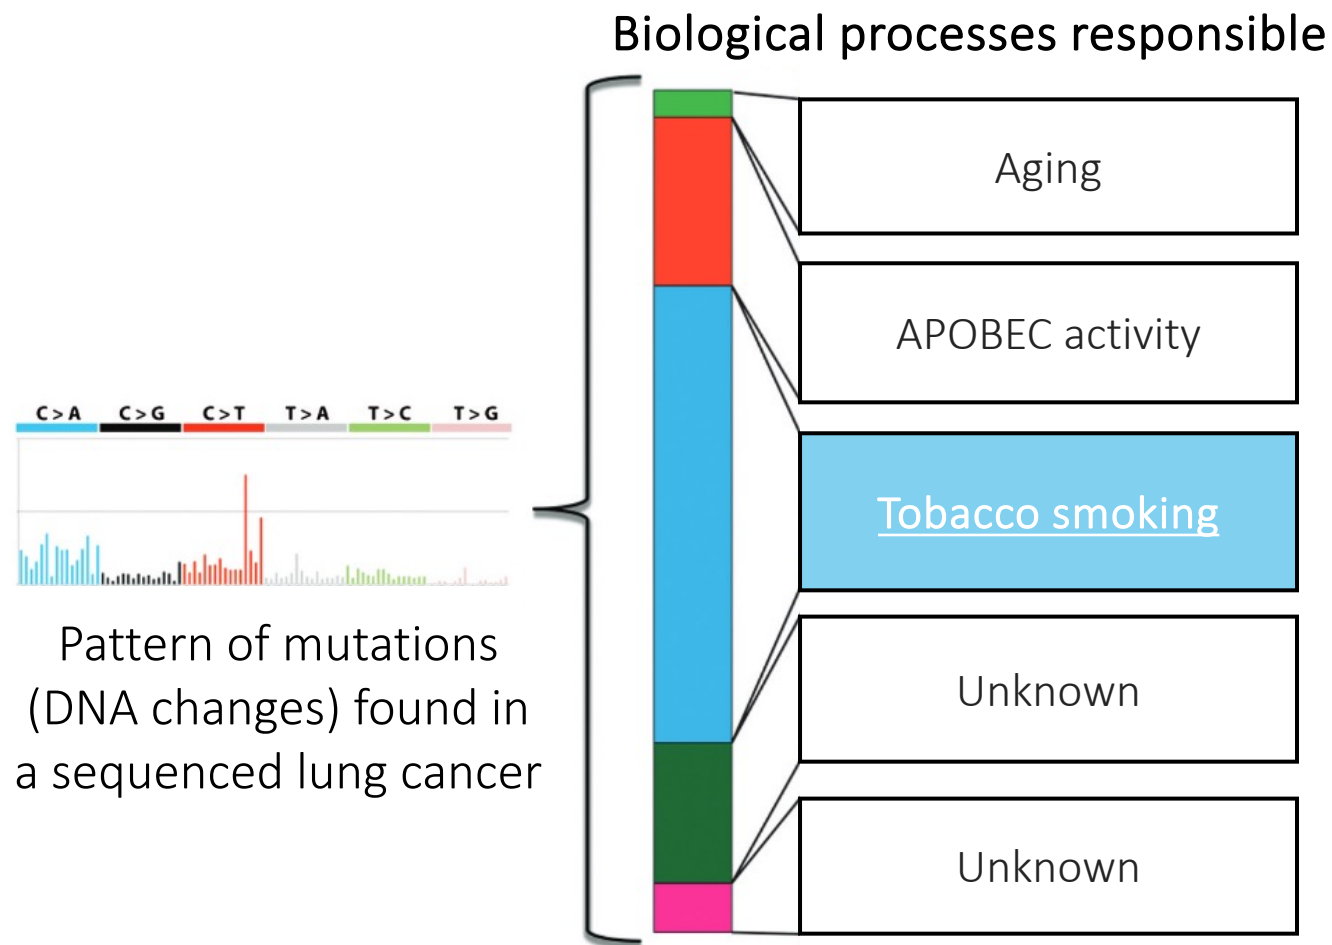 Biological processes responsible
Aging
APOBEC activity
C > A C > G C > T T > A T > C T > G
Tobacco smoking
Pattern of mutations
(DNA changes) found in
a sequenced lung cancer
Unknown
Unknown